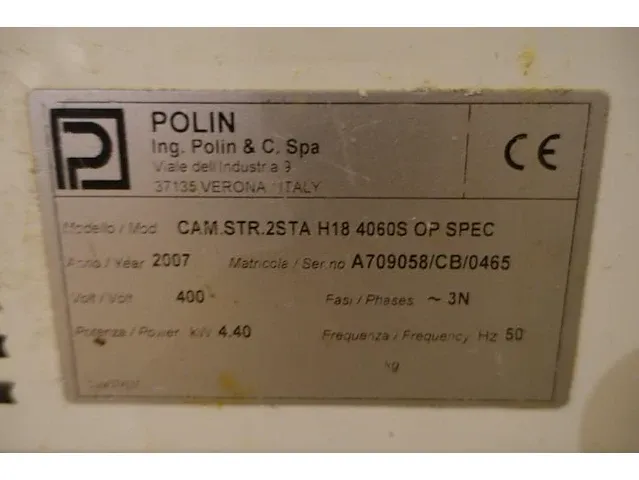 POLIN
Ing. Polin & C. Spa
Viale dell'Industria 9
37135 VERONA / ITALY
CE
Modello / Mod. CAM.STR.2STA H18 4060S OP SPEC
Anno / Year 2007 Matricola / Ser.no A709058/CB/0465
Volt / Volt 400 Fasi / Phases ~ 3N
Potenza / Power kW 4.40 Frequenza / Frequency Hz 50
kg